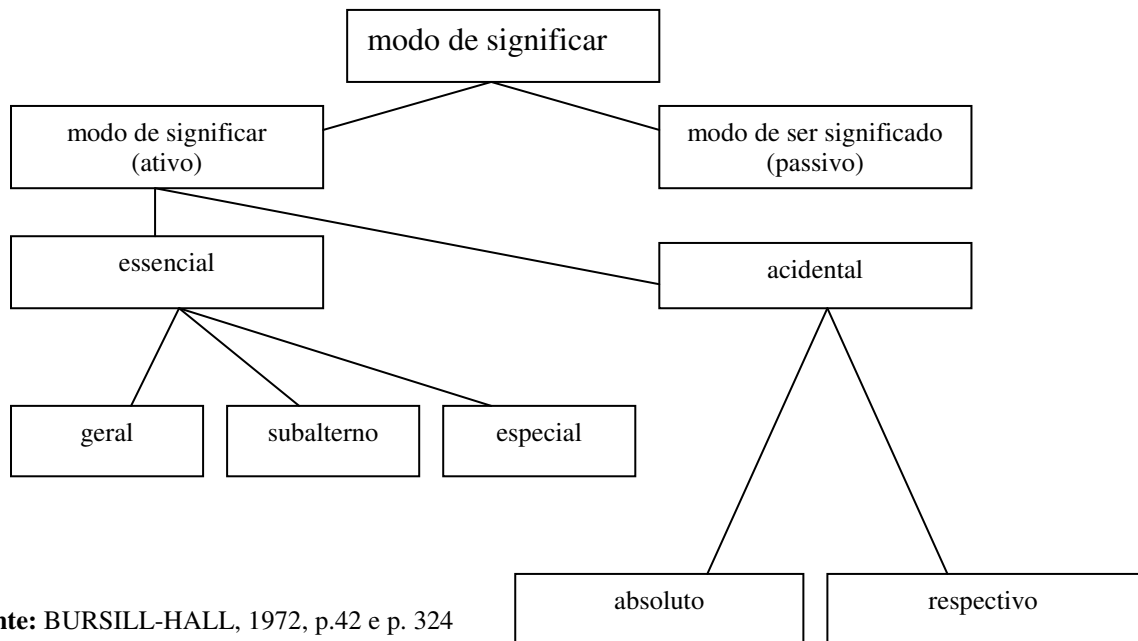 modo de significar
modo de significar
(ativo)
modo de ser significado
(passivo)
essencial
acidental
geral
subalterno
especial
absoluto
respectivo
nte: BURSILL-HALL, 1972, p.42 e p. 324